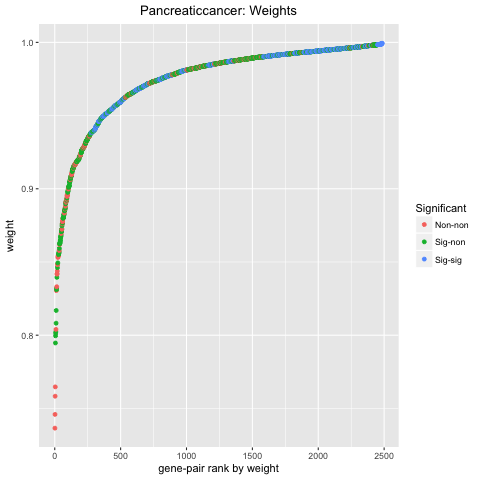 Pancreaticcancer: Weights
1.0
0.9
0.8
weight
0
500
1000
1500
2000
2500
gene-pair rank by weight
Significant
Non-non
Sig-non
Sig-sig